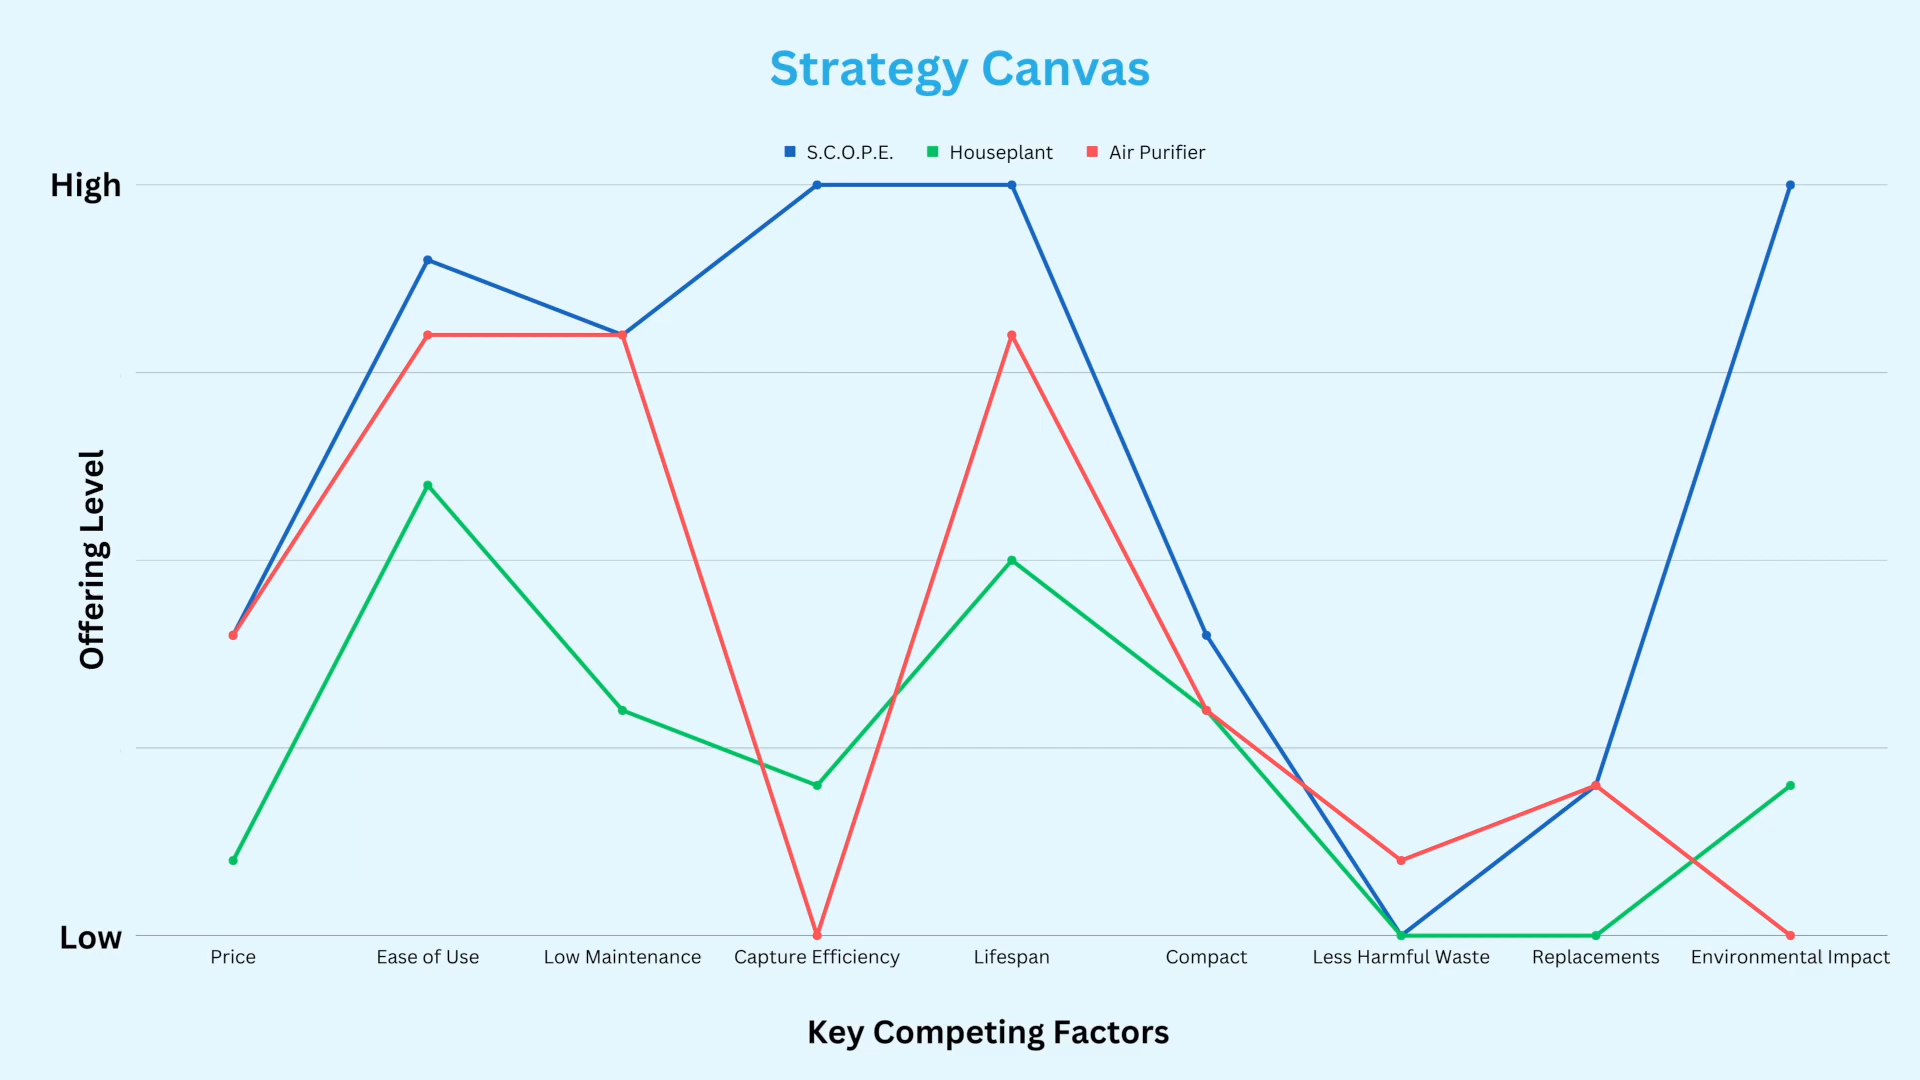 Strategy Canvas
S.C.O.P.E. Houseplant Air Purifier
High
Offering Level
Low
Price Ease of Use Low Maintenance Capture Efficiency Lifespan Compact Less Harmful Waste Replacements Environmental Impact
Key Competing Factors